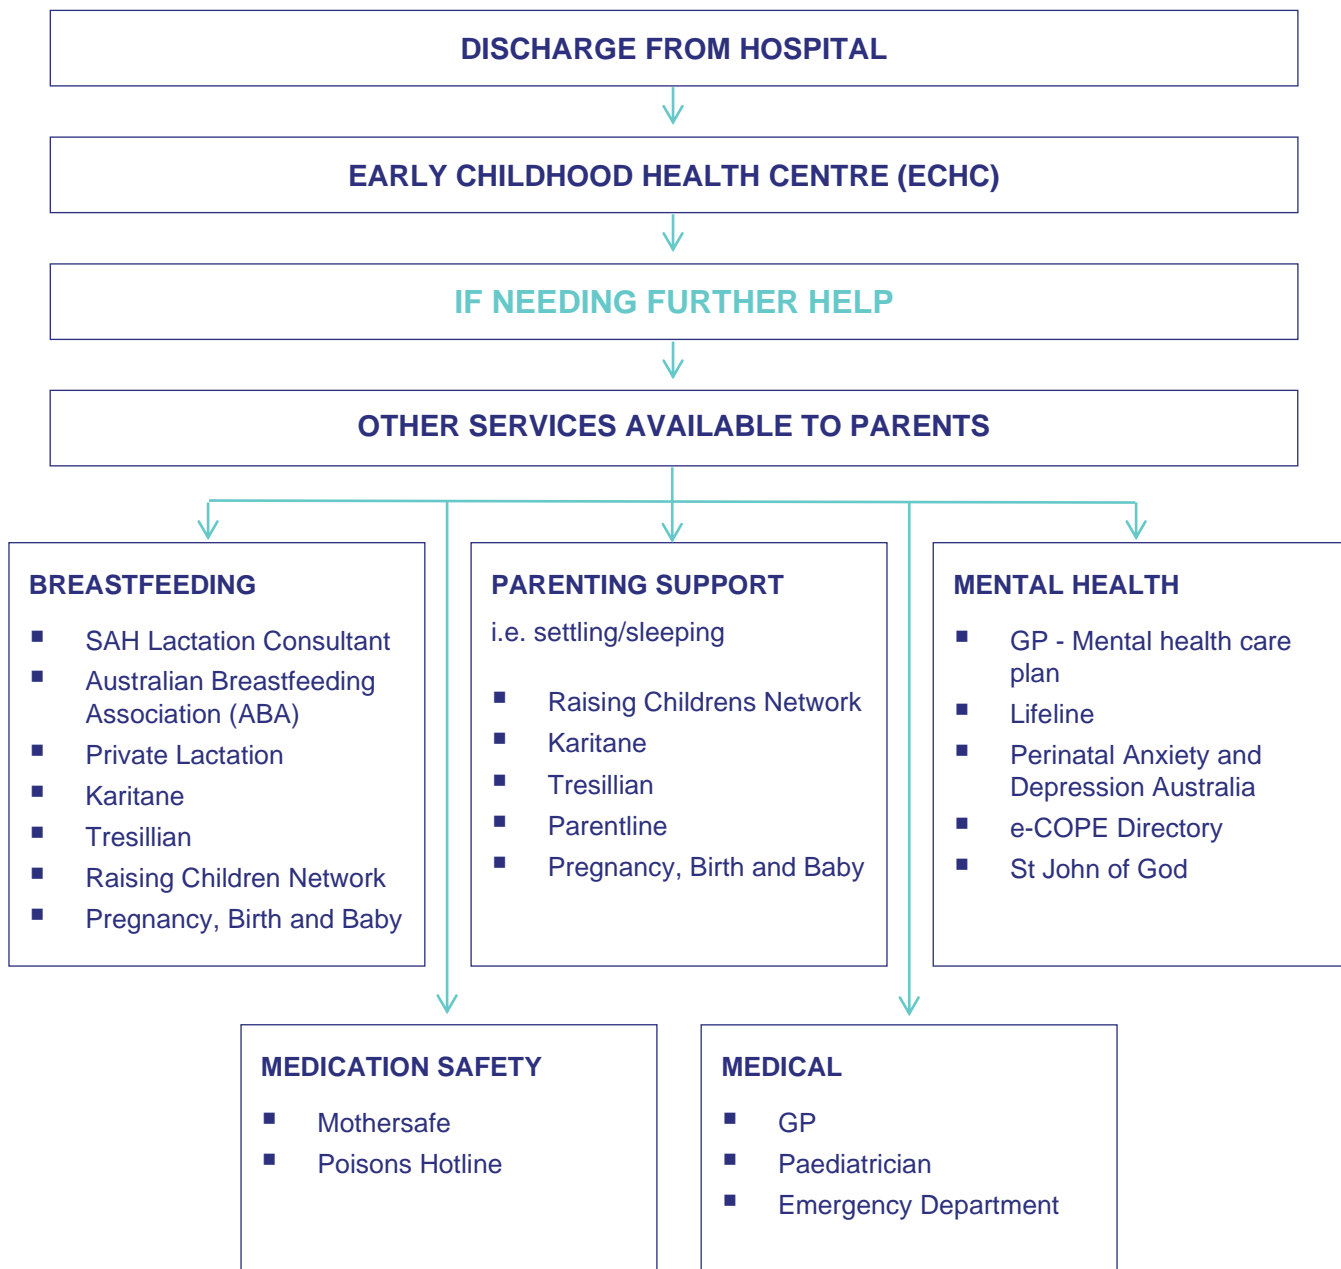 DISCHARGE FROM HOSPITAL
EARLY CHILDHOOD HEALTH CENTRE (ECHC)
IF NEEDING FURTHER HELP
OTHER SERVICES AVAILABLE TO PARENTS
BREASTFEEDING
▪ SAH Lactation Consultant
▪ Australian Breastfeeding
Association (ABA)
▪ Private Lactation
▪ Karitane
▪ Tresillian
▪ Raising Children Network
▪ Pregnancy, Birth and Baby
PARENTING SUPPORT
i.e. settling/sleeping
▪ Raising Childrens Network
▪ Karitane
▪ Tresillian
▪ Parentline
▪ Pregnancy, Birth and Baby
MENTAL HEALTH
▪ GP - Mental health care
plan
▪ Lifeline
▪ Perinatal Anxiety and
Depression Australia
▪ e-COPE Directory
▪ St John of God
MEDICATION SAFETY
▪ Mothersafe
▪ Poisons Hotline
MEDICAL
▪ GP
▪ Paediatrician
▪ Emergency Department